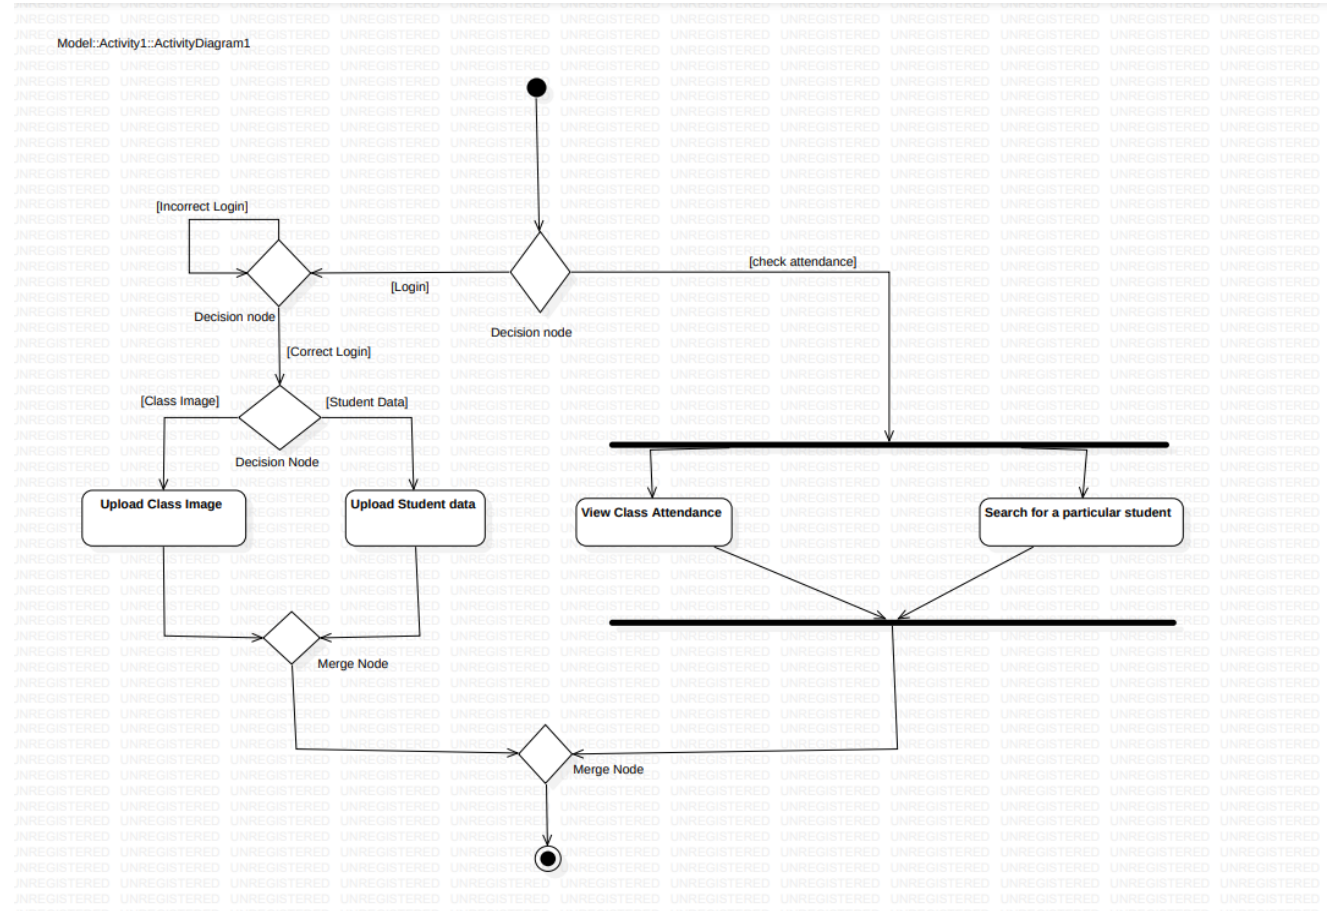 Model::Activity1::ActivityDiagram1
[Incorrect Login]
[check attendance]
[Login]
Decision node
Decision node
[Correct Login]
[Class Image]
[Student Data]
Decision Node
Upload Class Image
Upload Student data
View Class Attendance
Search for a particular student
Merge Node
Merge Node
UNREGISTERED